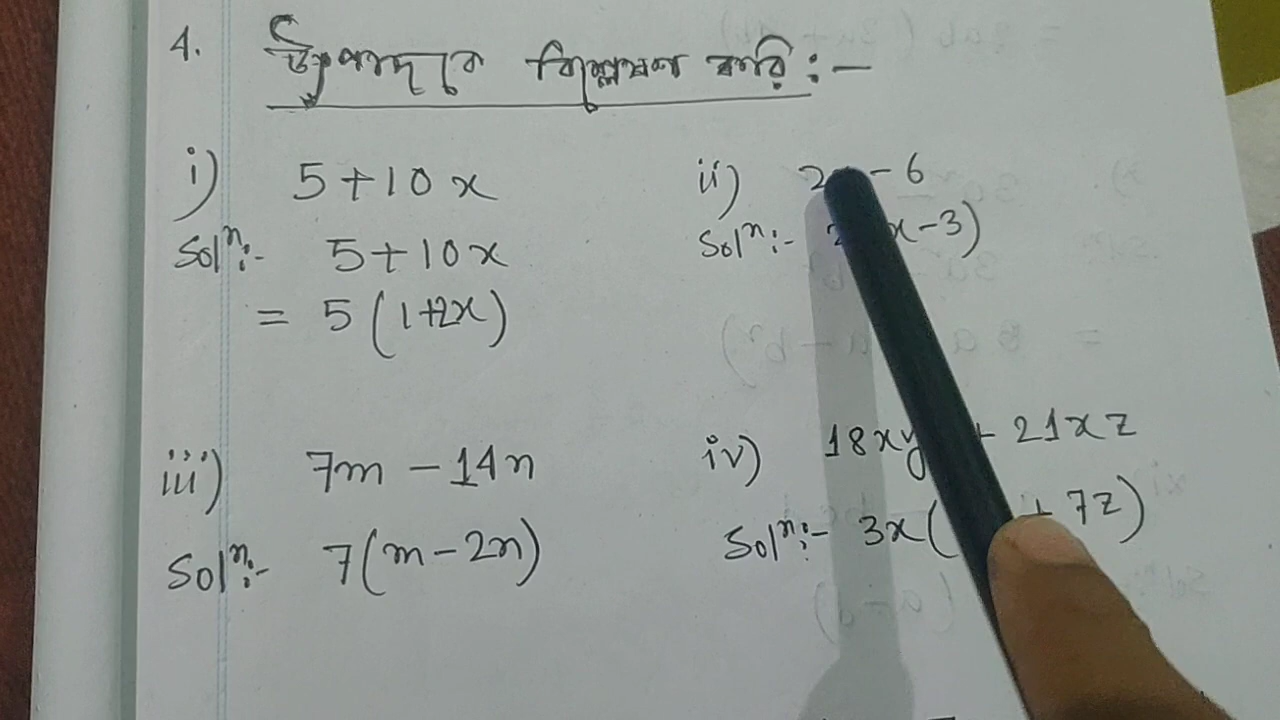 4. উৎপাদকে বিশ্লেষণ করি :-
i) 5+10x
Solⁿ:- 5+10x
= 5(1+2x)
ii) 2 - 6
Solⁿ:- x-3)
iii) 7m - 14n
Solⁿ:- 7(m-2n)
iv) 18xy + 21xz
Solⁿ:- 3x( + 7z)